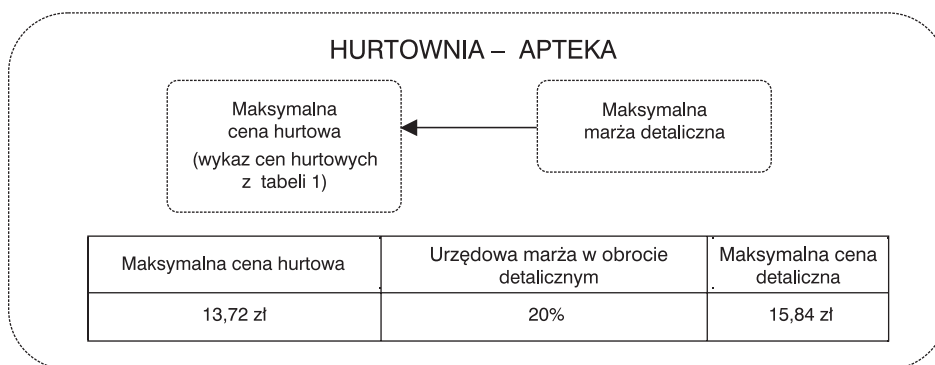 HURTOWNIA – APTEKA
Maksymalna
cena hurtowa
(wykaz cen hurtowych
z tabeli 1)
Maksymalna
marża detaliczna
Maksymalna cena hurtowa
Urzędowa marża w obrocie
detalicznym
Maksymalna cena
detaliczna
13,72 zł
20%
15,84 zł